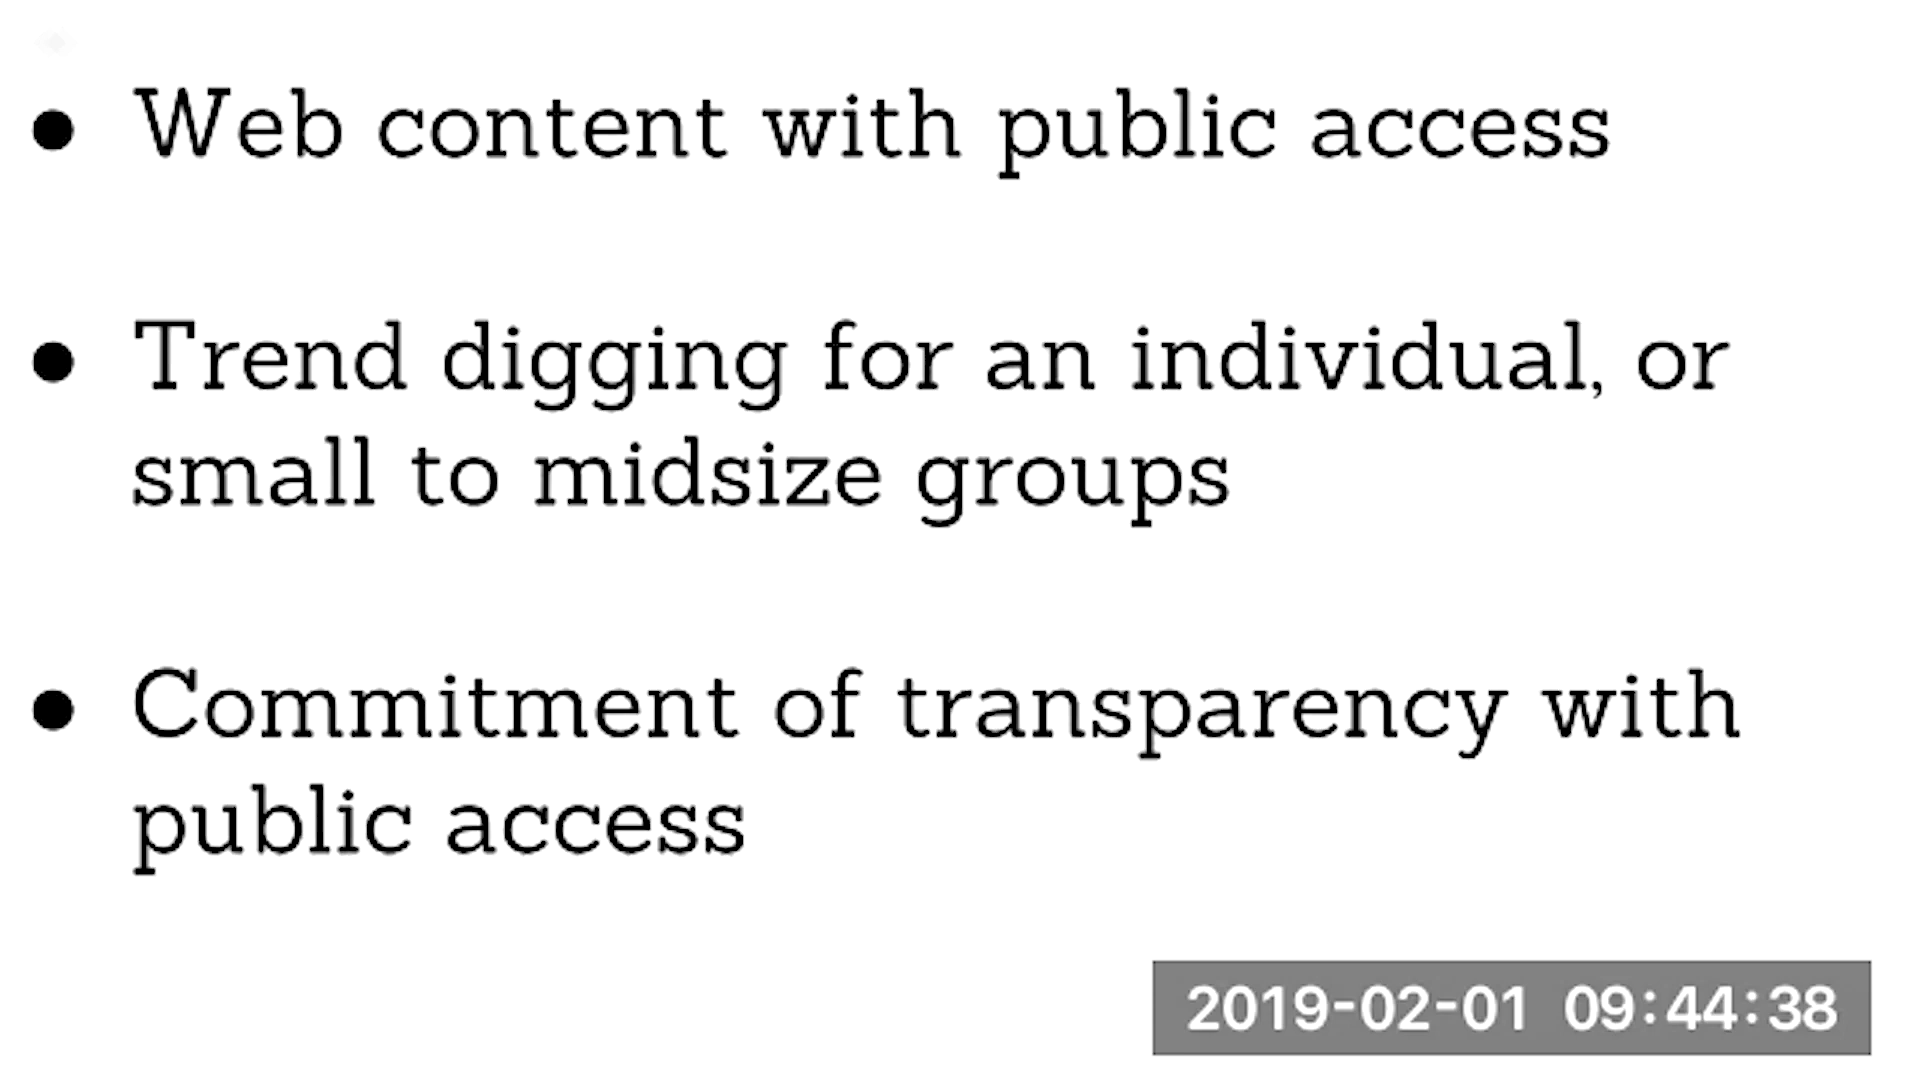 • Web content with public access
• Trend digging for an individual, or
small to midsize groups
• Commitment of transparency with
public access
2019-02-01 09:44:38